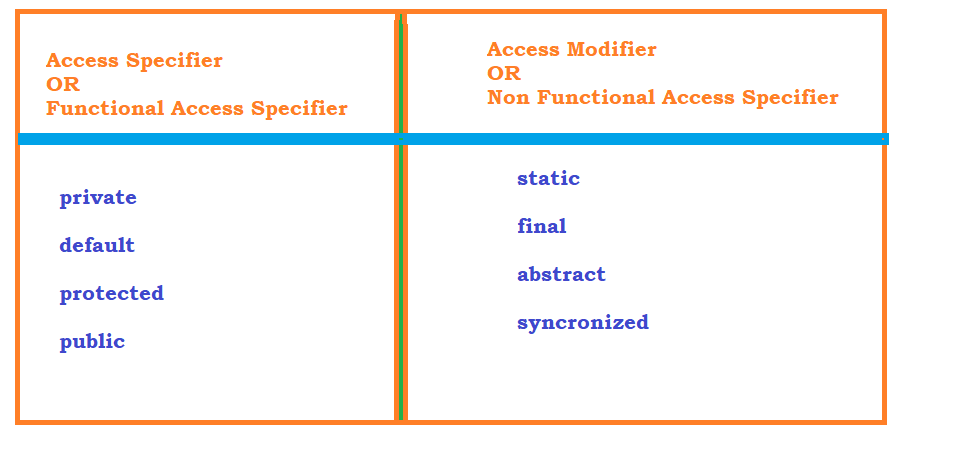 Access Specifier
OR
Functional Access Specifier
Access Modifier
OR
Non Functional Access Specifier
private
default
protected
public
static
final
abstract
syncronized